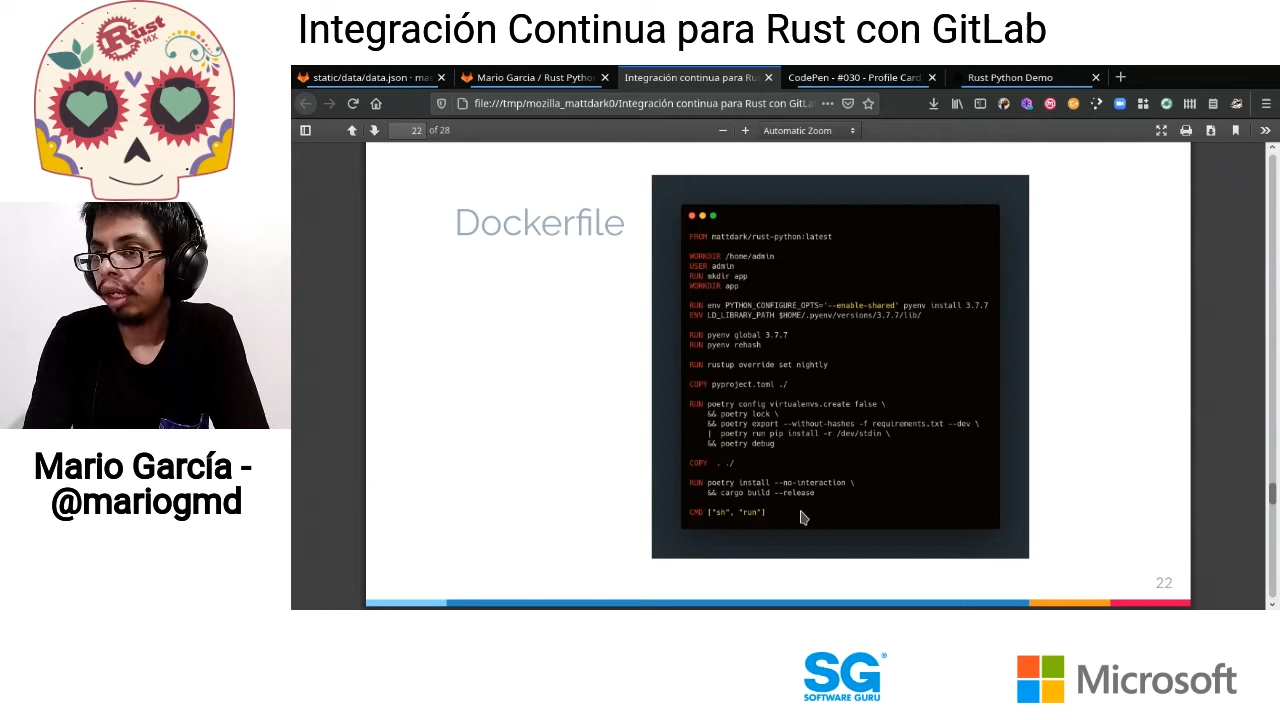 Integración Continua para Rust con GitLab
Rust
MX
static/data/data.json · mas
Mario Garcia / Rust Python
Integración continua para Rus
CodePen - #030 - Profile Card
Rust Python Demo
file:///tmp/mozilla_mattdark0/Integración continua para Rust con GitLa
22 of 28
Automatic Zoom
Dockerfile
FROM mattdark/rust-python:latest
WORKDIR /home/admin
USER admin
RUN mkdir app
WORKDIR app
RUN env PYTHON_CONFIGURE_OPTS='--enable-shared' pyenv install 3.7.7
ENV LD_LIBRARY_PATH $HOME/.pyenv/versions/3.7.7/lib/
RUN pyenv global 3.7.7
RUN pyenv rehash
RUN rustup override set nightly
COPY pyproject.toml ./
RUN poetry config virtualenvs.create false \
&& poetry lock \
&& poetry export --without-hashes -f requirements.txt --dev \
| poetry run pip install -r /dev/stdin \
&& poetry debug
COPY . ./
RUN poetry install --no-interaction \
&& cargo build --release
CMD ["sh", "run"]
22
Mario García -
@mariogmd
SG
SOFTWARE GURU
Microsoft